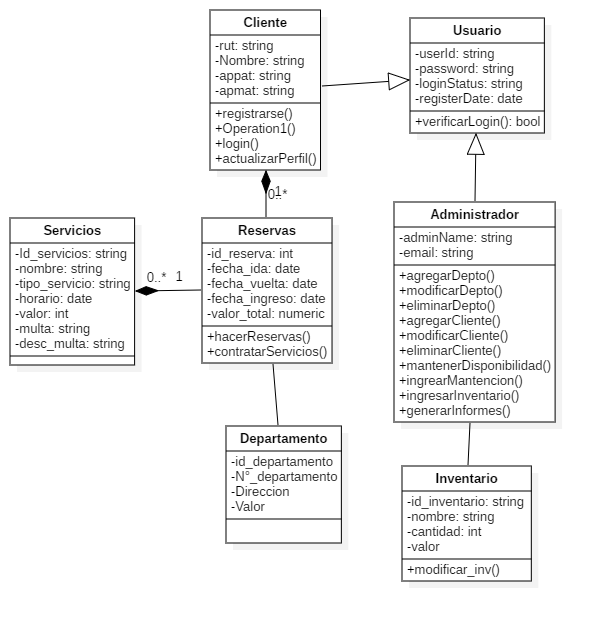 Cliente
-rut: string
-Nombre: string
-appat: string
-apmat: string
+registrarse()
+Operation1()
+login()
+actualizarPerfil()
Usuario
-userId: string
-password: string
-loginStatus: string
-registerDate: date
+verificarLogin(): bool
1
0..*
Servicios
-Id_servicios: string
-nombre: string
-tipo_servicio: string
-horario: date
-valor: int
-multa: string
-desc_multa: string
0..*
1
Reservas
-id_reserva: int
-fecha_ida: date
-fecha_vuelta: date
-fecha_ingreso: date
-valor_total: numeric
+hacerReservas()
+contratarServicios()
Administrador
-adminName: string
-email: string
+agregarDepto()
+modificarDepto()
+eliminarDepto()
+agregarCliente()
+modificarCliente()
+eliminarCliente()
+mantenerDisponibilidad()
+ingrearMantencion()
+ingresarInventario()
+generarInformes()
Departamento
-id_departamento
-N°_departamento
-Direccion
-Valor
Inventario
-id_inventario: string
-nombre: string
-cantidad: int
-valor
+modificar_inv()